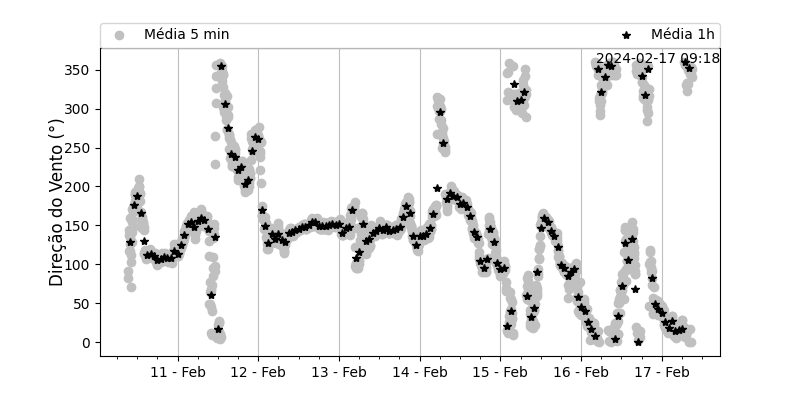 Média 5 min
Média 1h
2024-02-17 09:18
Direção do Vento (°)
350
300
250
200
150
100
50
0
11 - Feb
12 - Feb
13 - Feb
14 - Feb
15 - Feb
16 - Feb
17 - Feb